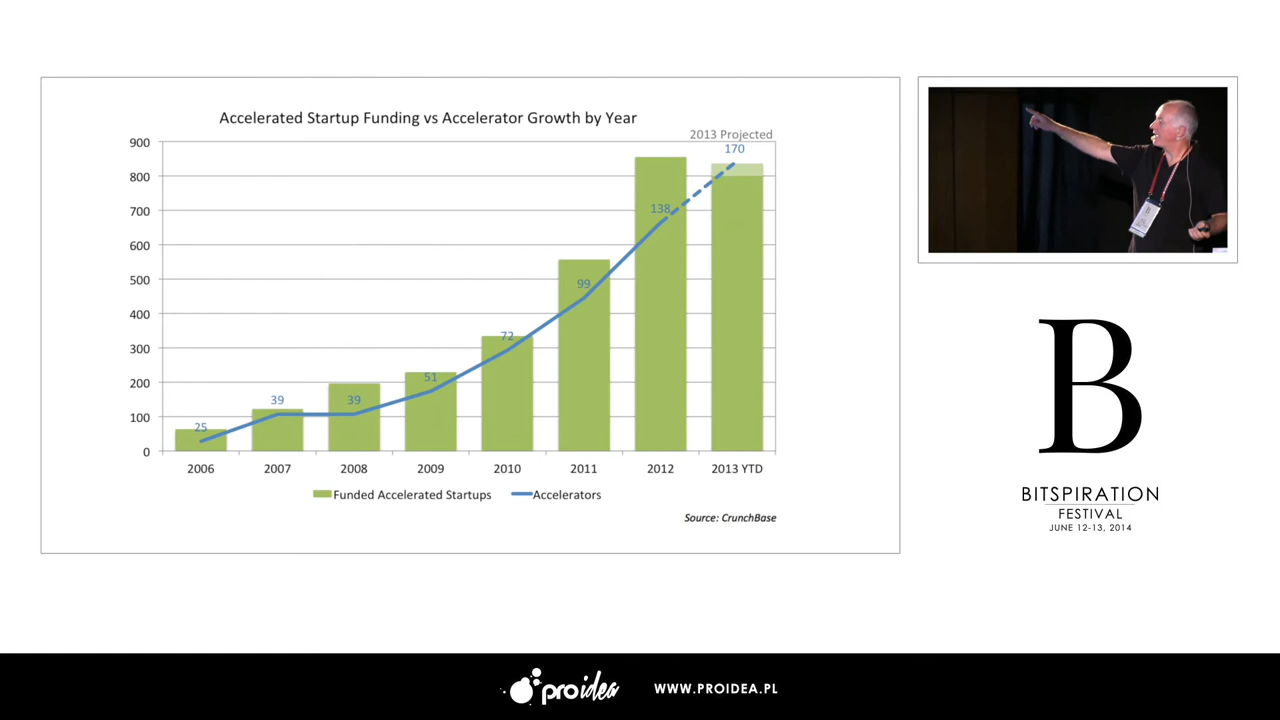 Accelerated Startup Funding vs Accelerator Growth by Year
2013 Projected
900
800
700
600
500
400
300
200
100
0
25
39
39
51
72
99
138
170
2006 2007 2008 2009 2010 2011 2012 2013 YTD
Funded Accelerated Startups Accelerators
Source: CrunchBase
B
B
BITSPIRATION
FESTIVAL
JUNE 12-13, 2014
proidea WWW.PROIDEA.PL